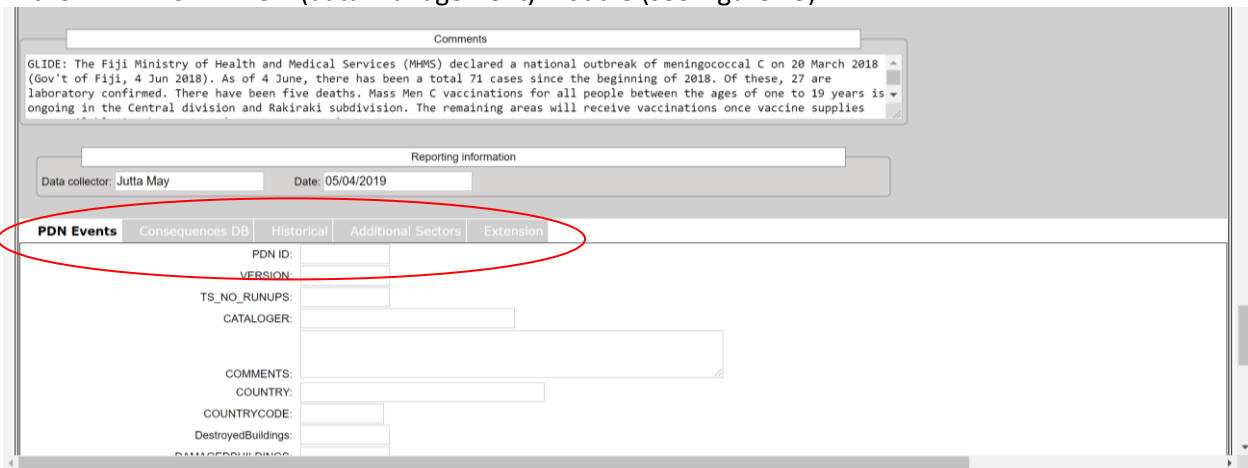 Comments
GLIDE: The Fiji Ministry of Health and Medical Services (MHMS) declared a national outbreak of meningococcal C on 20 March 2018
(Gov't of Fiji, 4 Jun 2018). As of 4 June, there has been a total 71 cases since the beginning of 2018. Of these, 27 are
laboratory confirmed. There have been five deaths. Mass Men C vaccinations for all people between the ages of one to 19 years is
ongoing in the Central division and Rakiraki subdivision. The remaining areas will receive vaccinations once vaccine supplies
Reporting information
Data collector: Jutta May Date: 05/04/2019
PDN Events Consequences DB Historical Additional Sectors Extension
PDN ID:
VERSION:
TS_NO_RUNUPS:
CATALOGER:
COMMENTS:
COUNTRY:
COUNTRYCODE:
DestroyedBuildings: